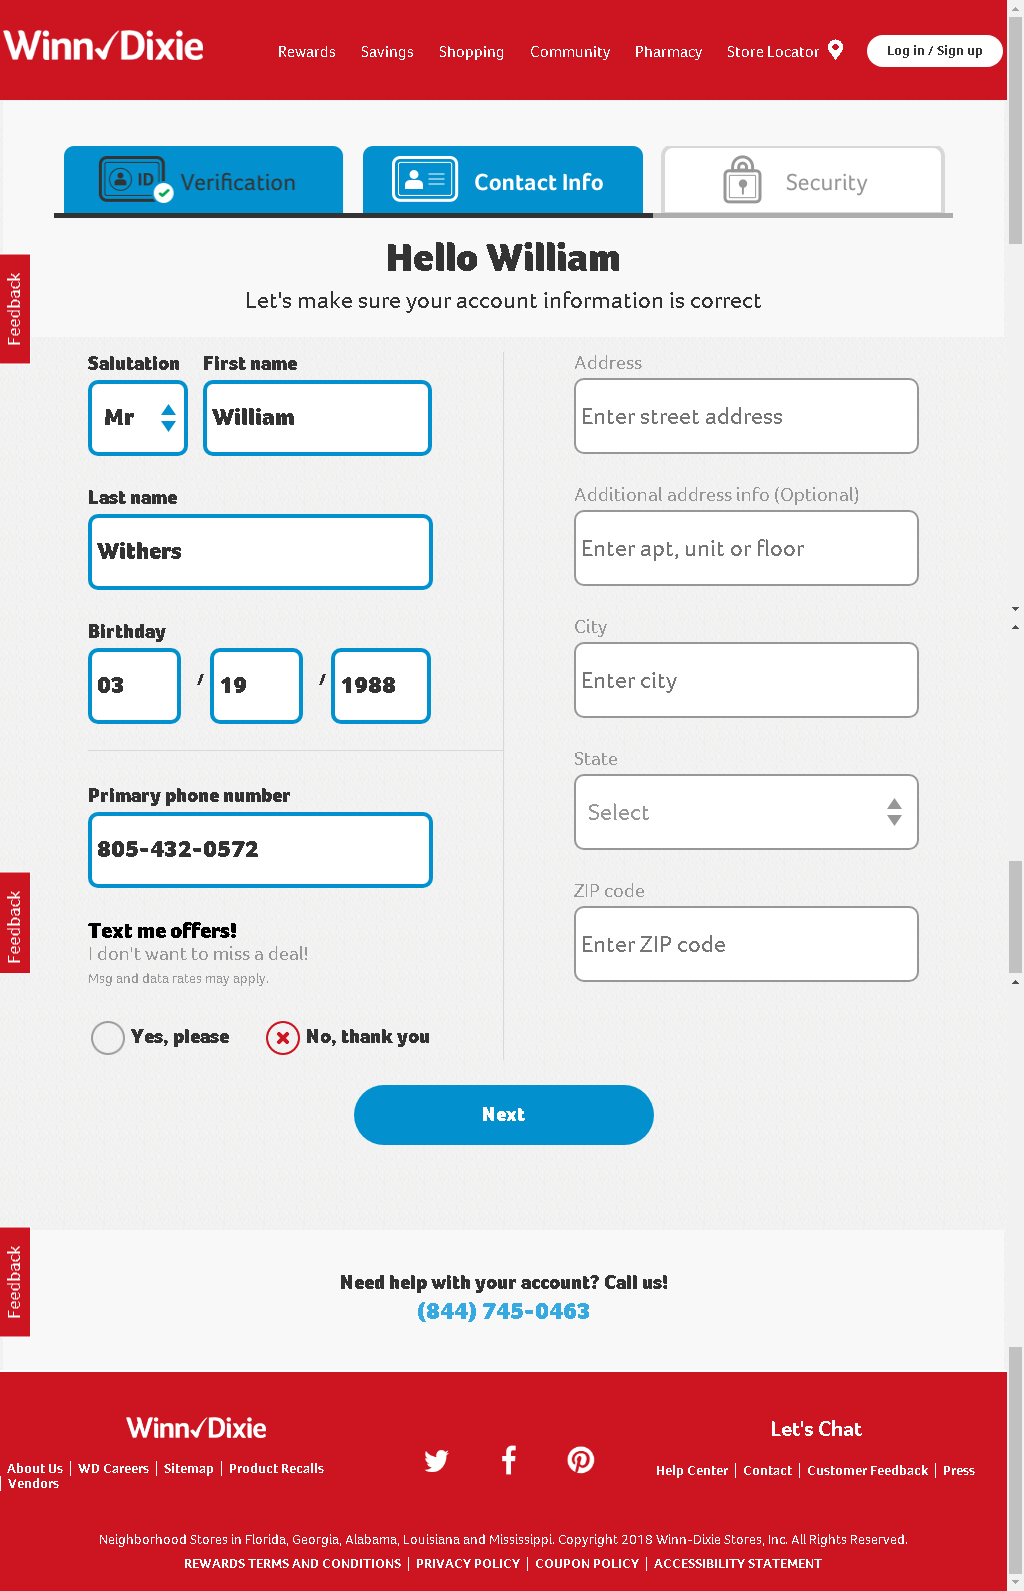 Winn✓Dixie
Rewards Savings Shopping Community Pharmacy Store Locator Log in / Sign up
ID Verification Contact Info Security
Hello William
Let's make sure your account information is correct
Feedback
Salutation First name
Mr William
Last name
Withers
Birthday
03 / 19 / 1988
Primary phone number
805-432-0572
Text me offers!
I don't want to miss a deal!
Msg and data rates may apply.
Yes, please No, thank you
Address
Enter street address
Additional address info (Optional)
Enter apt, unit or floor
City
Enter city
State
Select
ZIP code
Enter ZIP code
Feedback
Next
Feedback
Need help with your account? Call us!
(844) 745-0463
Winn✓Dixie
About Us | WD Careers | Sitemap | Product Recalls
| Vendors
Let's Chat
Help Center | Contact | Customer Feedback | Press
Neighborhood Stores in Florida, Georgia, Alabama, Louisiana and Mississippi. Copyright 2018 Winn-Dixie Stores, Inc. All Rights Reserved.
REWARDS TERMS AND CONDITIONS | PRIVACY POLICY | COUPON POLICY | ACCESSIBILITY STATEMENT